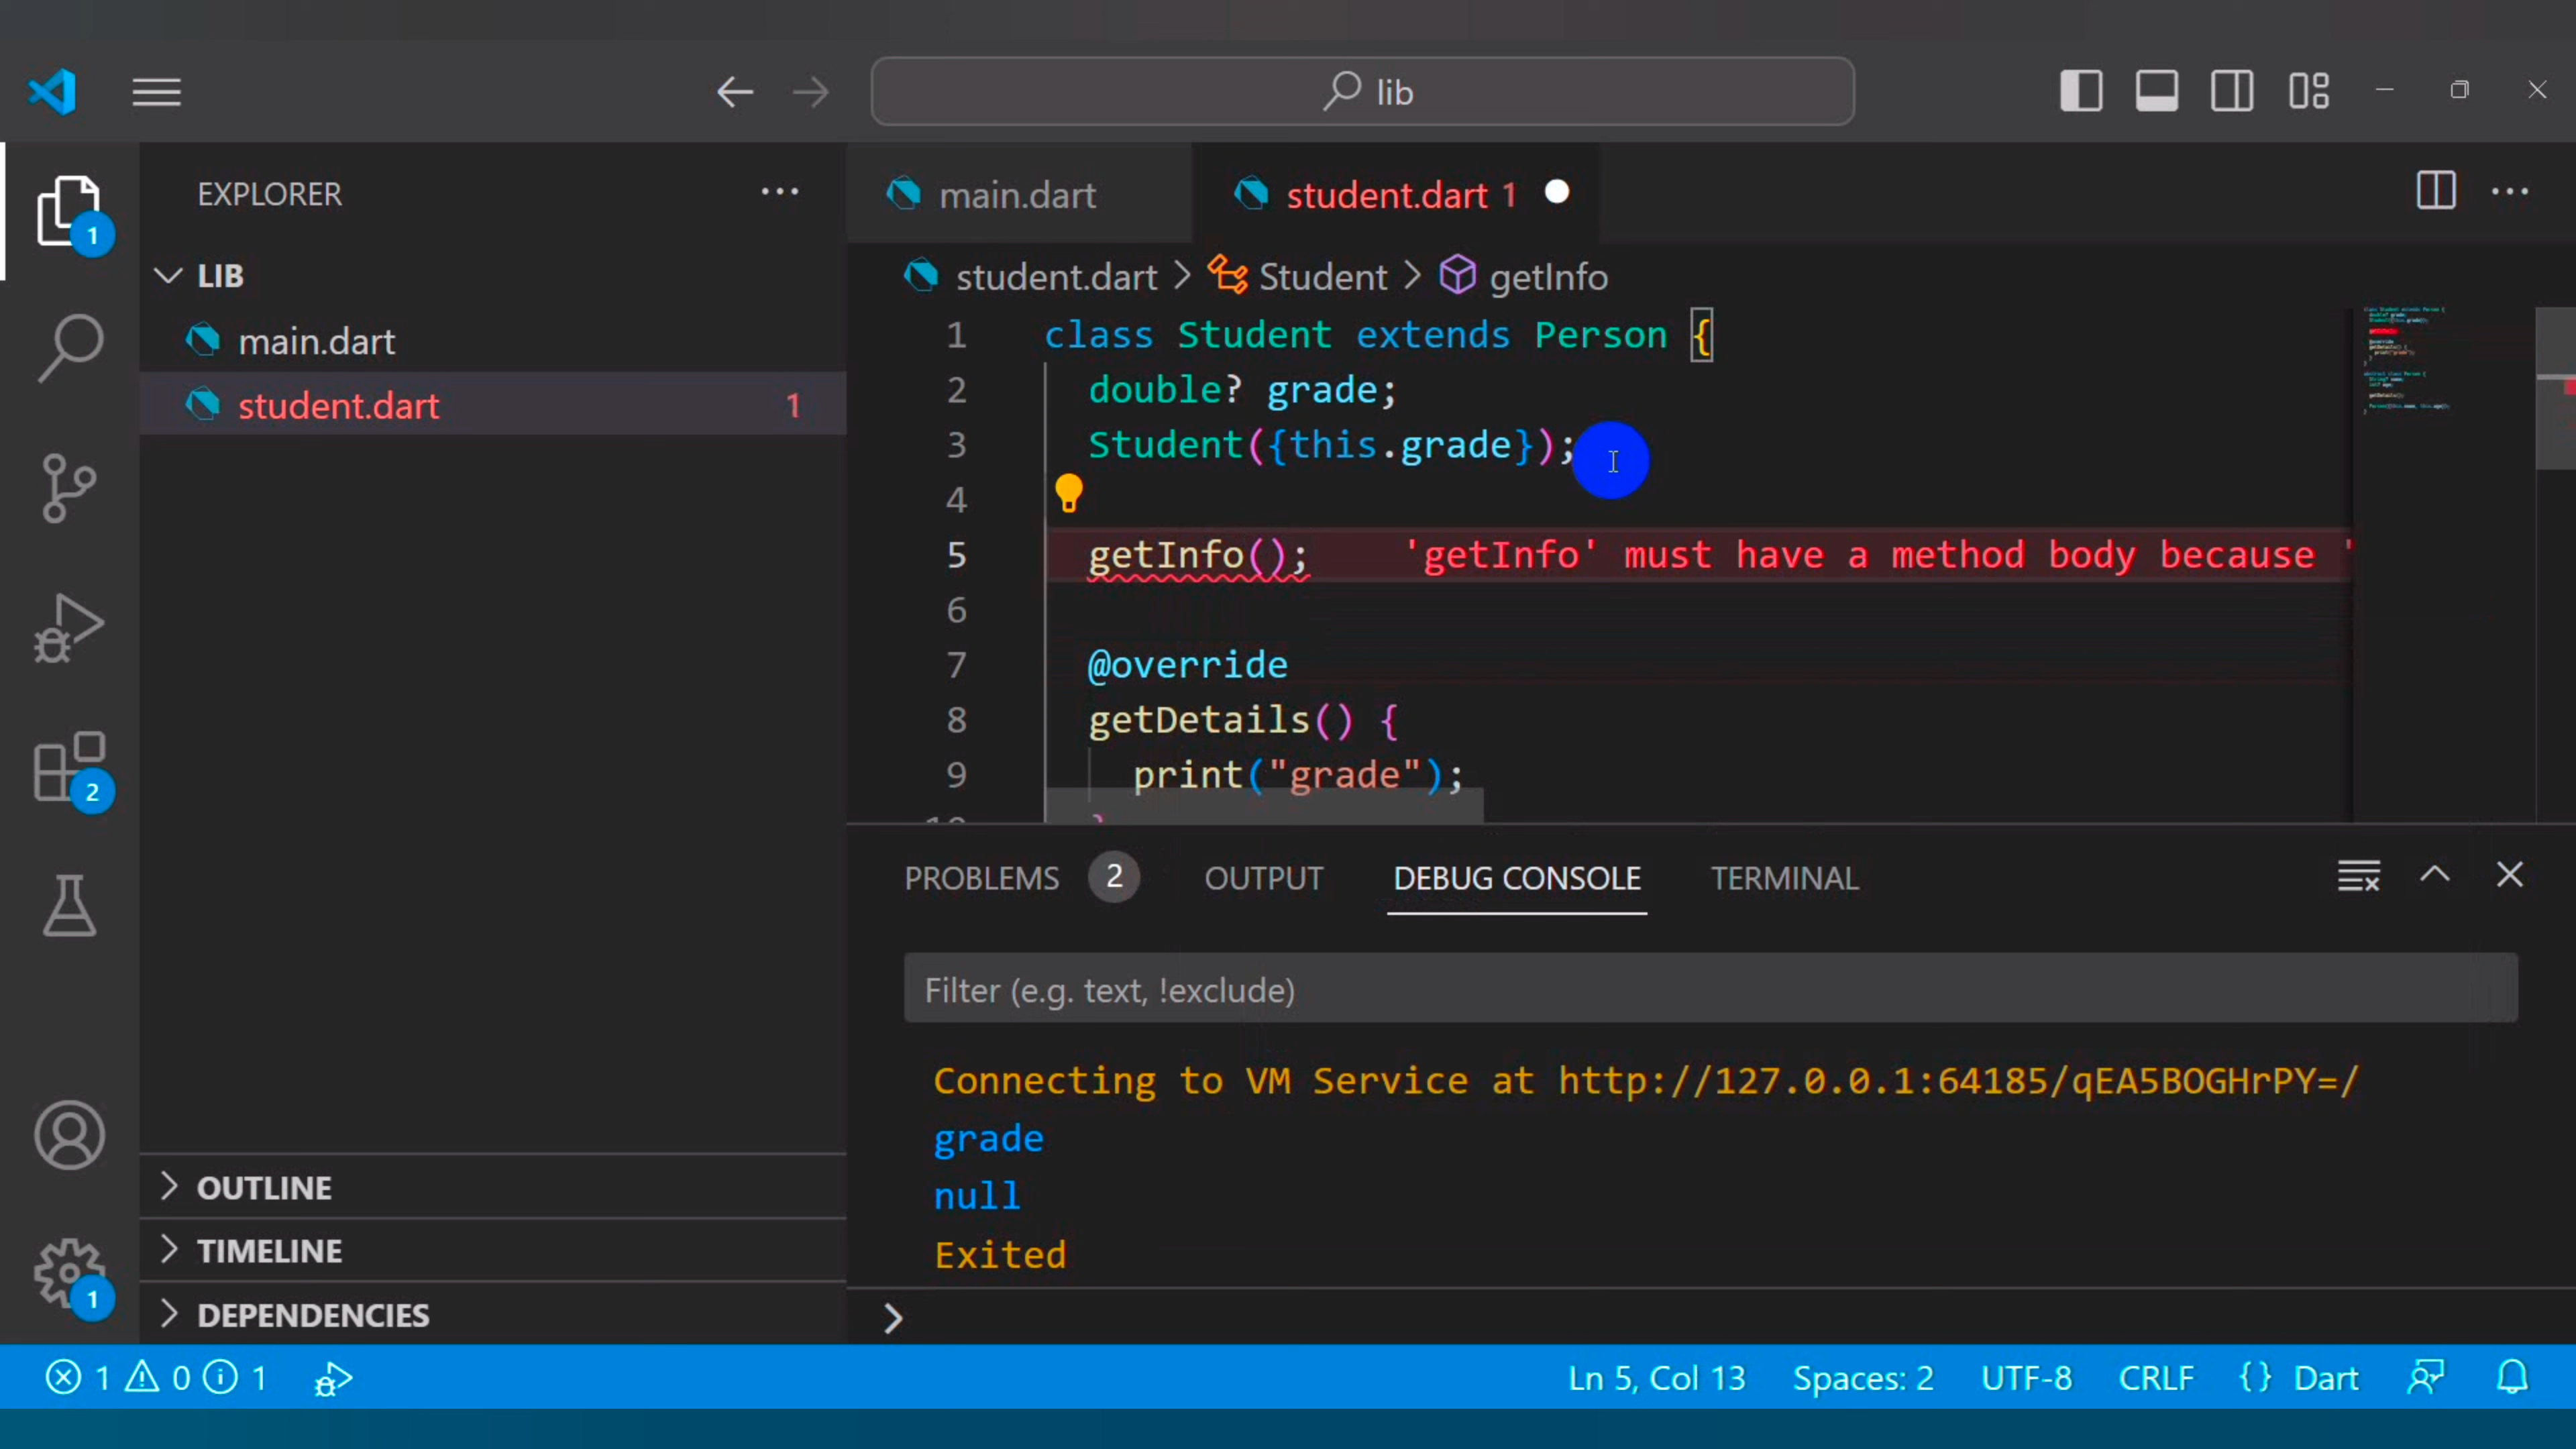 lib
EXPLORER
LIB
main.dart
student.dart 1
1
2
1
OUTLINE
TIMELINE
DEPENDENCIES
main.dart
student.dart 1
student.dart > Student > getInfo
1 class Student extends Person {
2 double? grade;
3 Student({this.grade});
4
5 getInfo(); 'getInfo' must have a method body because '
6
7 @override
8 getDetails() {
9 print("grade");
PROBLEMS 2 OUTPUT DEBUG CONSOLE TERMINAL
Filter (e.g. text, !exclude)
Connecting to VM Service at http://127.0.0.1:64185/qEA5BOGHrPY=/
grade
null
Exited
1 0 1 Ln 5, Col 13 Spaces: 2 UTF-8 CRLF {} Dart